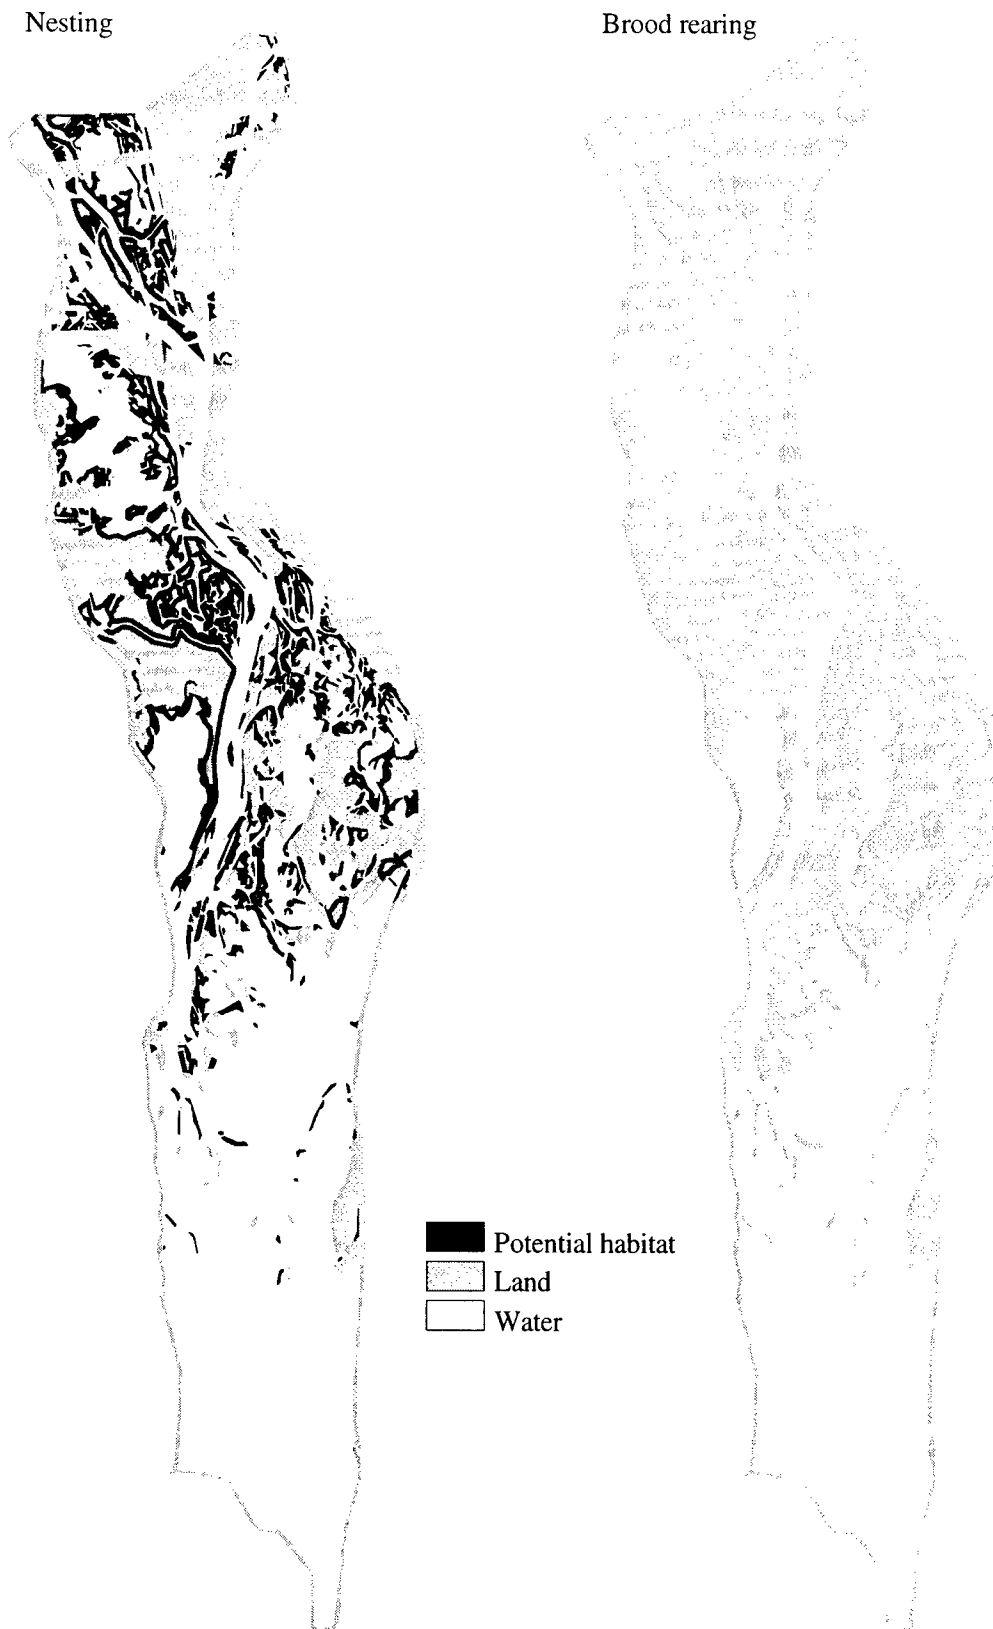 Nesting
Brood rearing
Potential habitat
Land
Water